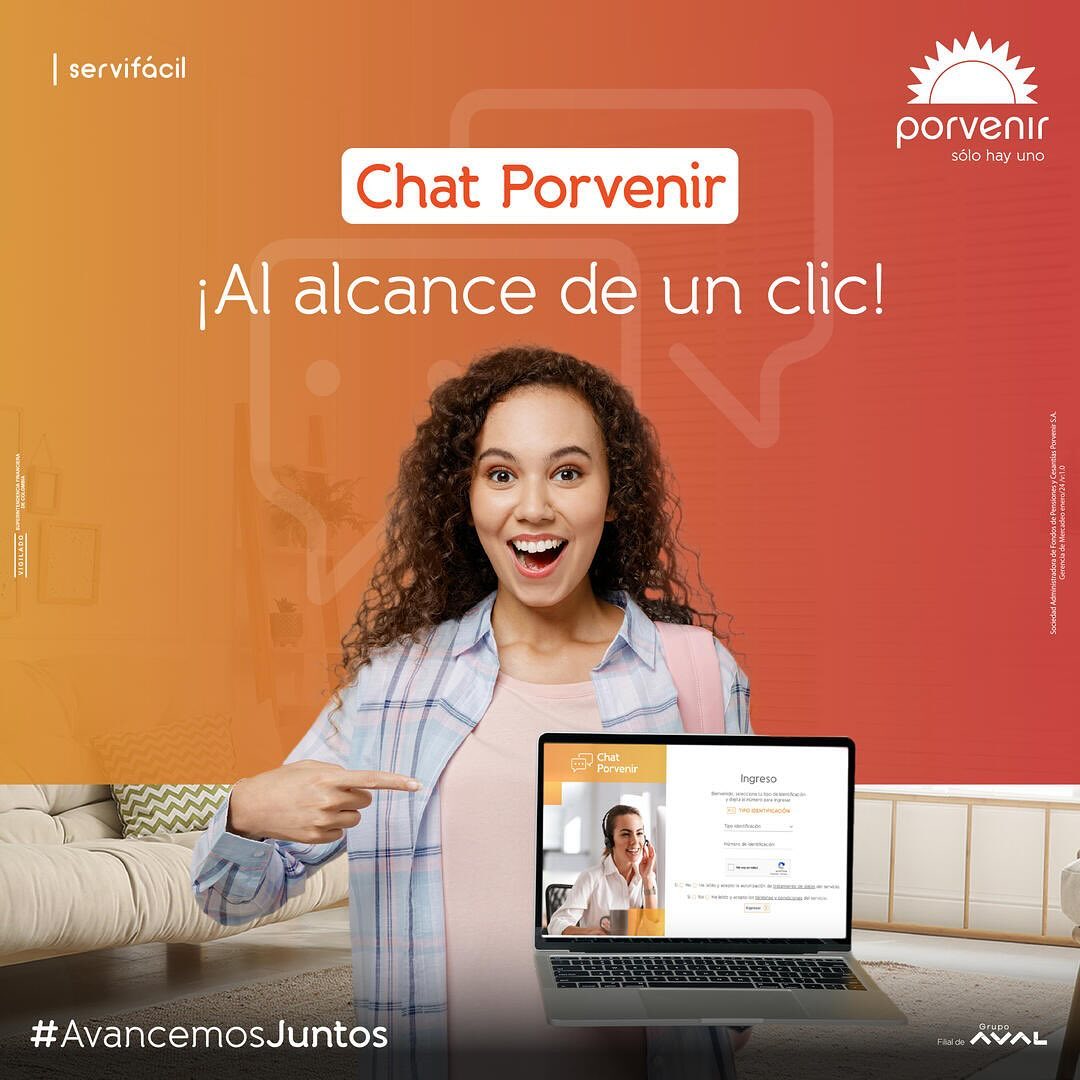 servifácil
porvenir
sólo hay uno
Chat Porvenir
¡Al alcance de un clic!
VIGILADO
SUPERINTENDENCIA FINANCIERA
DE COLOMBIA
Sociedad Administradora de Fondos de Pensiones y Cesantías Porvenir S.A.
Gerencia de Mercadeo enero/24 /v:1.0
Chat
Porvenir
Ingreso
Bienvenido, seleccione tu tipo de identificación
y digita el número para ingresar
TIPO IDENTIFICACIÓN
Tipo identificación
Número de identificación
No soy un robot
Si No He leído y acepto la autorización de tratamiento de datos del servicio.
Si No He leído y acepto los términos y condiciones del servicio.
Ingresar
#AvancemosJuntos
Grupo
Filial de AVAL